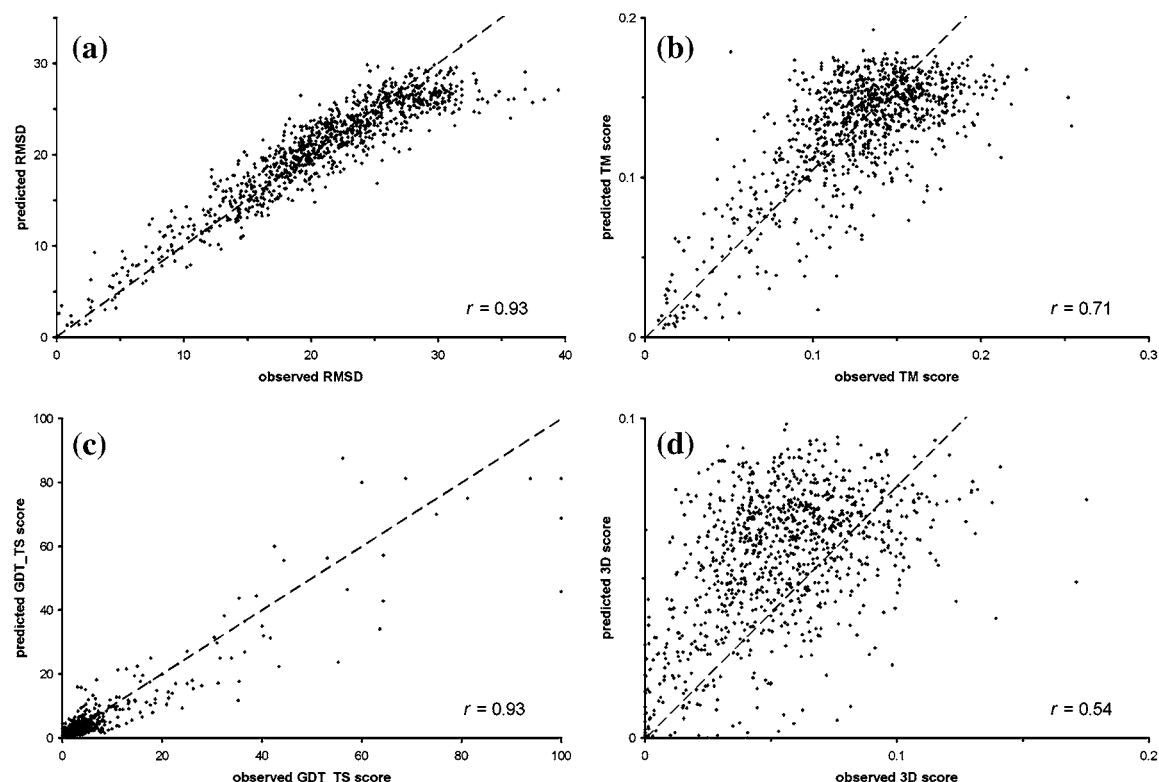 (a)
30
20
10
0
0
10
20
30
40
predicted RMSD
observed RMSD
r = 0.93
(b)
0.2
0.1
0
0
0.1
0.2
0.3
predicted TM score
observed TM score
r = 0.71
(c)
100
80
60
40
20
0
0
20
40
60
80
100
predicted GDT_TS score
observed GDT_TS score
r = 0.93
(d)
0.1
0
0
0.1
0.2
predicted 3D score
observed 3D score
r = 0.54